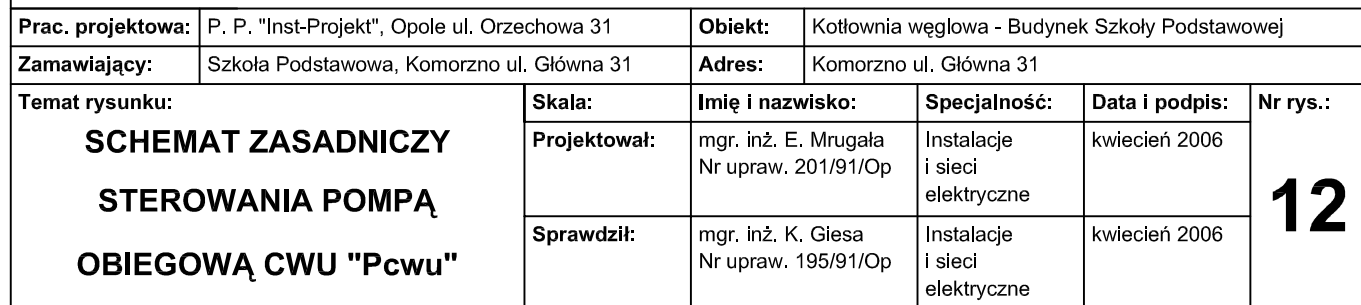 Prac. projektowa: P. P. "Inst-Projekt", Opole ul. Orzechowa 31 Obiekt: Kotłownia węglowa - Budynek Szkoły Podstawowej
Zamawiający: Szkoła Podstawowa, Komorzno ul. Główna 31 Adres: Komorzno ul. Główna 31
Temat rysunku: Skala: Imię i nazwisko: Specjalność: Data i podpis: Nr rys.:
SCHEMAT ZASADNICZY
STEROWANIA POMPĄ
OBIEGOWĄ CWU "Pcwu"
Projektował: mgr. inż. E. Mrugała Instalacje kwiecień 2006
Nr upraw. 201/91/Op i sieci
elektryczne
12
Sprawdził: mgr. inż. K. Giesa Instalacje kwiecień 2006
Nr upraw. 195/91/Op i sieci
elektryczne